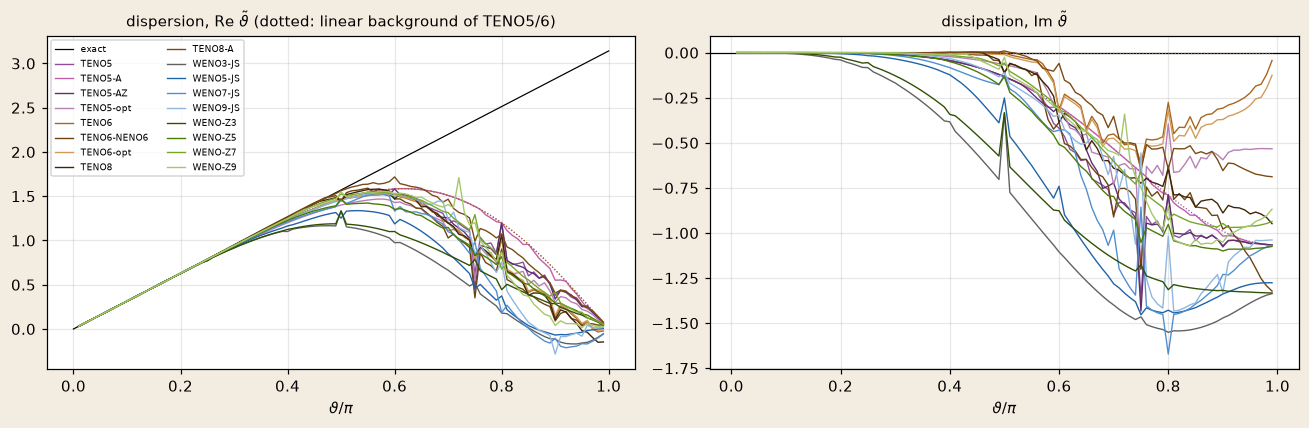 dispersion, Re ϑ̃ (dotted: linear background of TENO5/6)
exact
TENO5
TENO5-A
TENO5-AZ
TENO5-opt
TENO6
TENO6-NENO6
TENO6-opt
TENO8
TENO8-A
WENO3-JS
WENO5-JS
WENO7-JS
WENO9-JS
WENO-Z3
WENO-Z5
WENO-Z7
WENO-Z9
3.0
2.5
2.0
1.5
1.0
0.5
0.0
0.0 0.2 0.4 0.6 0.8 1.0
ϑ/π
dissipation, Im ϑ̃
0.00
−0.25
−0.50
−0.75
−1.00
−1.25
−1.50
−1.75
0.0 0.2 0.4 0.6 0.8 1.0
ϑ/π